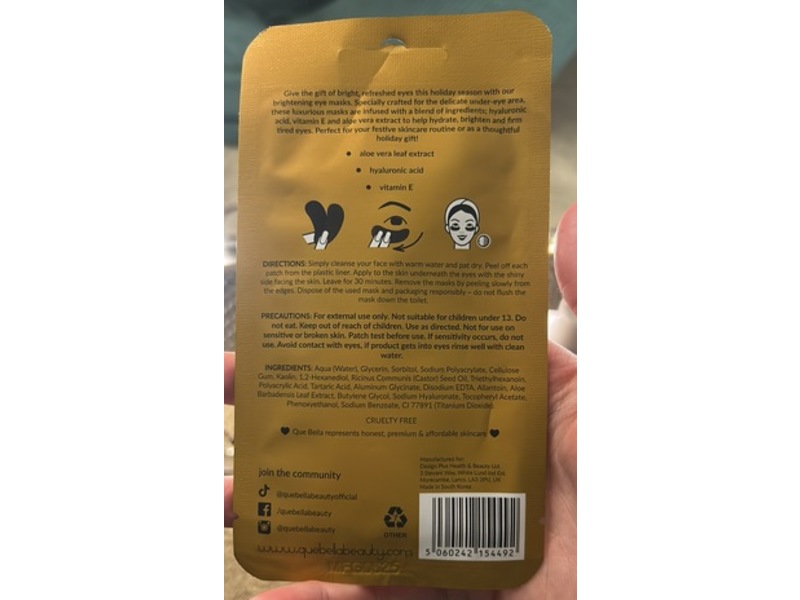 Give the gift of bright, refreshed eyes this holiday season with our
brightening eye masks. Specially crafted for the delicate under-eye area,
these luxurious masks are infused with a blend of ingredients; hyaluronic
acid, vitamin E and aloe vera extract to help hydrate, brighten and firm
tired eyes. Perfect for your festive skincare routine or as a thoughtful
holiday gift!
• aloe vera leaf extract
• hyaluronic acid
• vitamin E
DIRECTIONS: Simply cleanse your face with warm water and pat dry. Peel off each
patch from the plastic liner. Apply to the skin underneath the eyes with the shiny
side facing the skin. Leave for 30 minutes. Remove the masks by peeling slowly from
the edges. Dispose of the used mask and packaging responsibly – do not flush the
mask down the toilet.
PRECAUTIONS: For external use only. Not suitable for children under 13. Do
not eat. Keep out of reach of children. Use as directed. Not for use on
sensitive or broken skin. Patch test before use. If sensitivity occurs, do not
use. Avoid contact with eyes, if product gets into eyes rinse well with clean
water.
INGREDIENTS: Aqua (Water), Glycerin, Sorbitol, Sodium Polyacrylate, Cellulose
Gum, Kaolin, 1,2-Hexanediol, Ricinus Communis (Castor) Seed Oil, Triethylhexanoin,
Polyacrylic Acid, Tartaric Acid, Aluminum Glycinate, Disodium EDTA, Allantoin, Aloe
Barbadensis Leaf Extract, Butylene Glycol, Sodium Hyaluronate, Tocopheryl Acetate,
Phenoxyethanol, Sodium Benzoate, CI 77891 (Titanium Dioxide).
CRUELTY FREE
Que Bella represents honest, premium & affordable skincare
Manufactured for:
Design Plus Health & Beauty Ltd,
3 Vierant Way, White Lund Ind Est,
Morecambe, Lancs, LA3 3PU, UK
Made in South Korea
join the community
@quebellabeautyofficial
/quebellabeauty
@quebellabeauty
OTHER
www.quebellabeauty.com
5 060242 154492